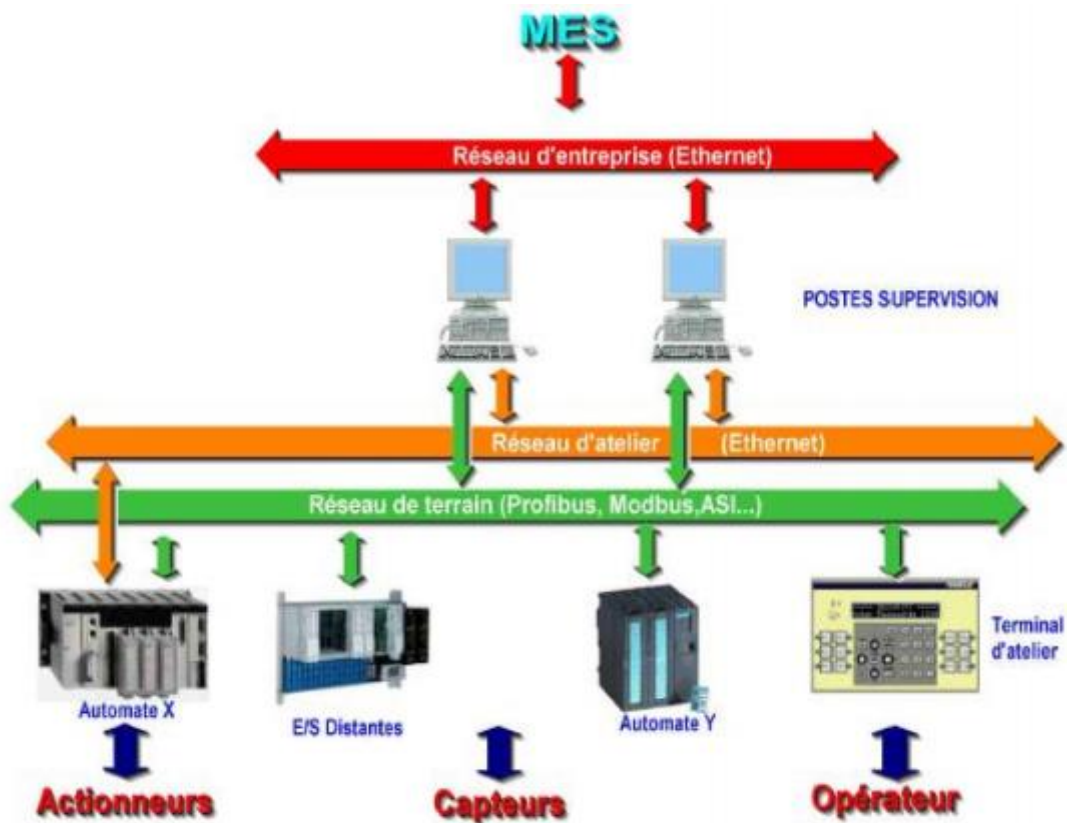 MES
Réseau d'entreprise (Ethernet)
POSTES SUPERVISION
Réseau d'atelier (Ethernet)
Réseau de terrain (Profibus, Modbus,ASI...)
Automate X
E/S Distantes
Automate Y
Terminal
d'atelier
Actionneurs
Capteurs
Opérateur